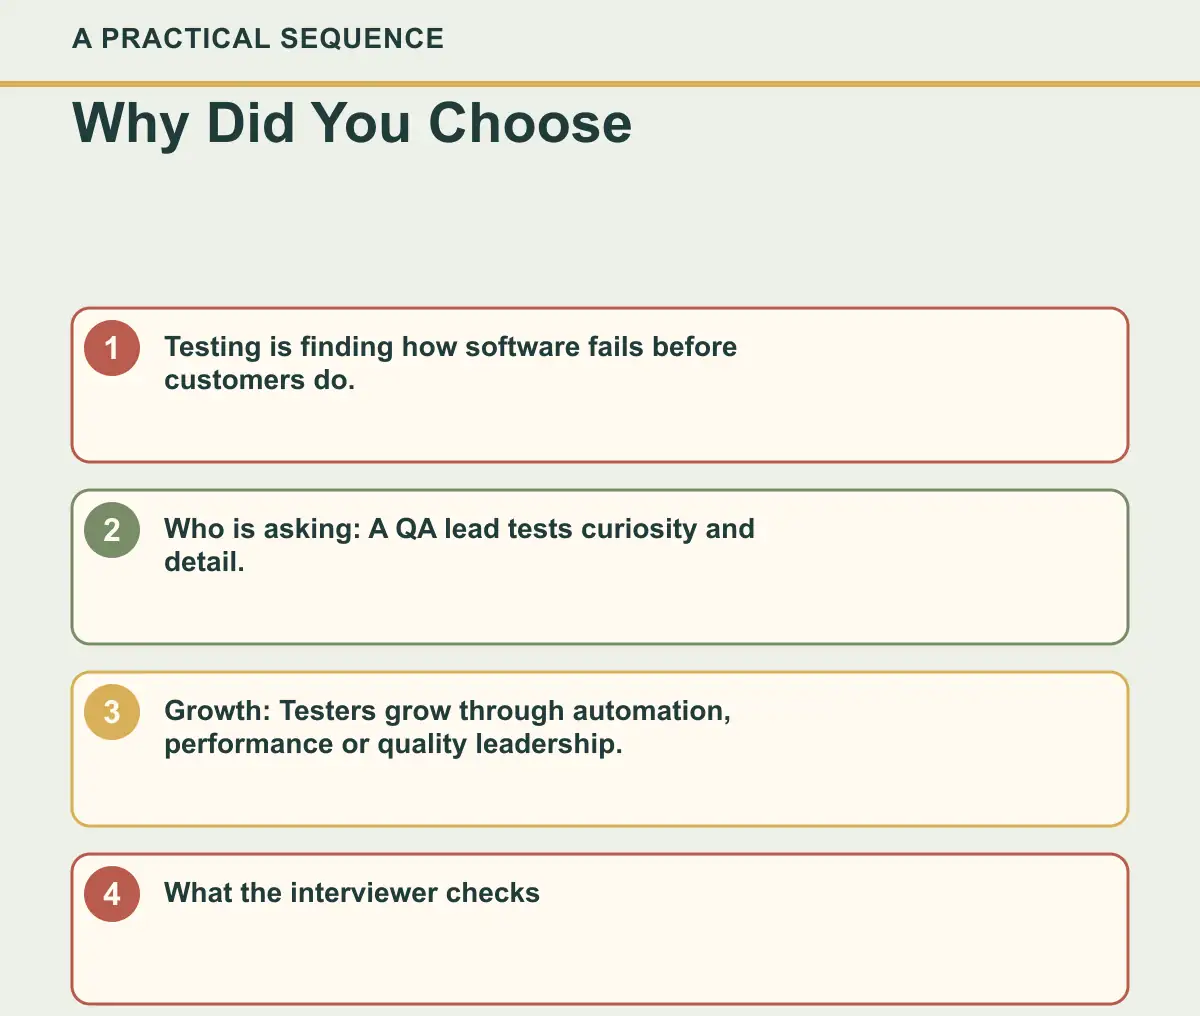 A PRACTICAL SEQUENCE
Why Did You Choose
1
Testing is finding how software fails before
customers do.
2
Who is asking: A QA lead tests curiosity and
detail.
3
Growth: Testers grow through automation,
performance or quality leadership.
4
What the interviewer checks